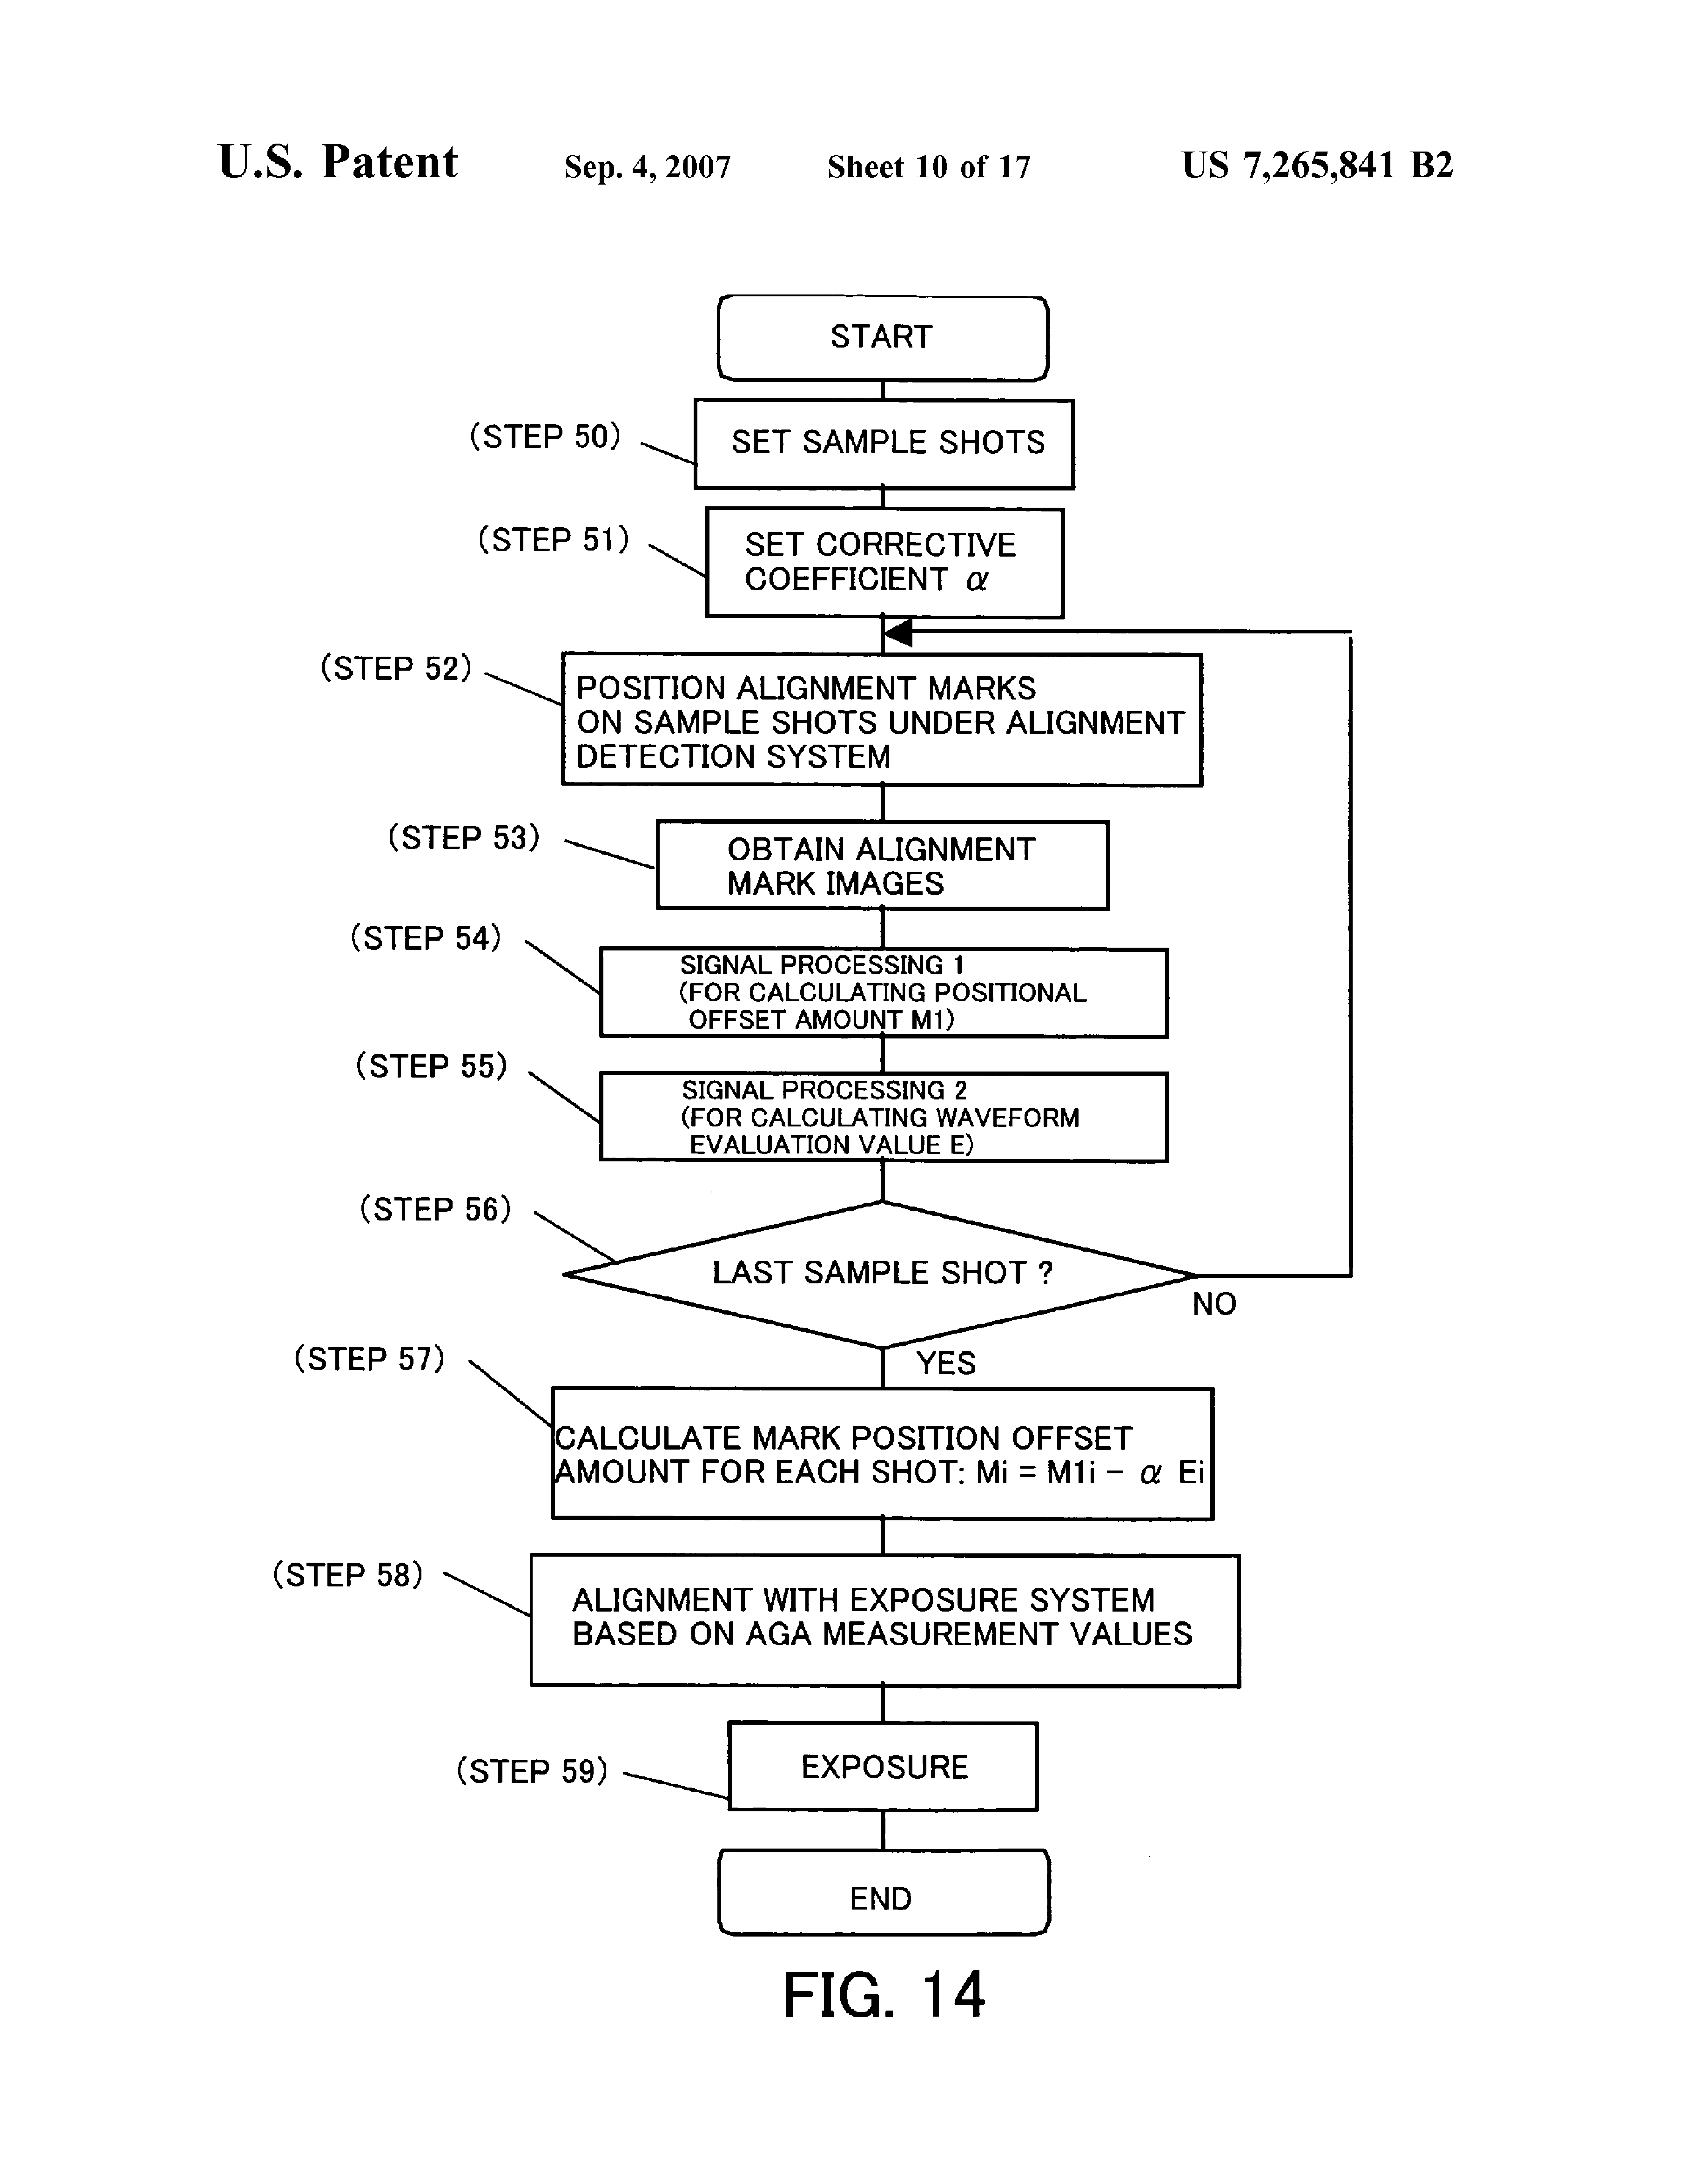 U.S. Patent Sep. 4, 2007 Sheet 10 of 17 US 7,265,841 B2
START
(STEP 50)
SET SAMPLE SHOTS
(STEP 51)
SET CORRECTIVE
COEFFICIENT α
(STEP 52)
POSITION ALIGNMENT MARKS
ON SAMPLE SHOTS UNDER ALIGNMENT
DETECTION SYSTEM
(STEP 53)
OBTAIN ALIGNMENT
MARK IMAGES
(STEP 54)
SIGNAL PROCESSING 1
(FOR CALCULATING POSITIONAL
OFFSET AMOUNT M1)
(STEP 55)
SIGNAL PROCESSING 2
(FOR CALCULATING WAVEFORM
EVALUATION VALUE E)
(STEP 56)
LAST SAMPLE SHOT ?
NO
YES
(STEP 57)
CALCULATE MARK POSITION OFFSET
AMOUNT FOR EACH SHOT: Mi = M1i - α Ei
(STEP 58)
ALIGNMENT WITH EXPOSURE SYSTEM
BASED ON AGA MEASUREMENT VALUES
(STEP 59)
EXPOSURE
END
FIG. 14